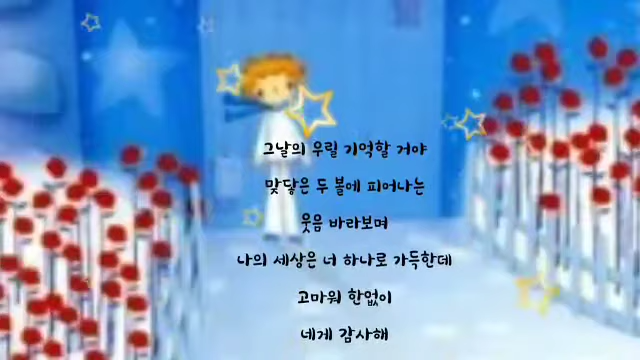 그날의 우릴 기억할 거야
맞닿은 두 볼에 피어나는
웃음 바라보며
나의 세상은 너 하나로 가득한데
고마워 한없이
네게 감사해